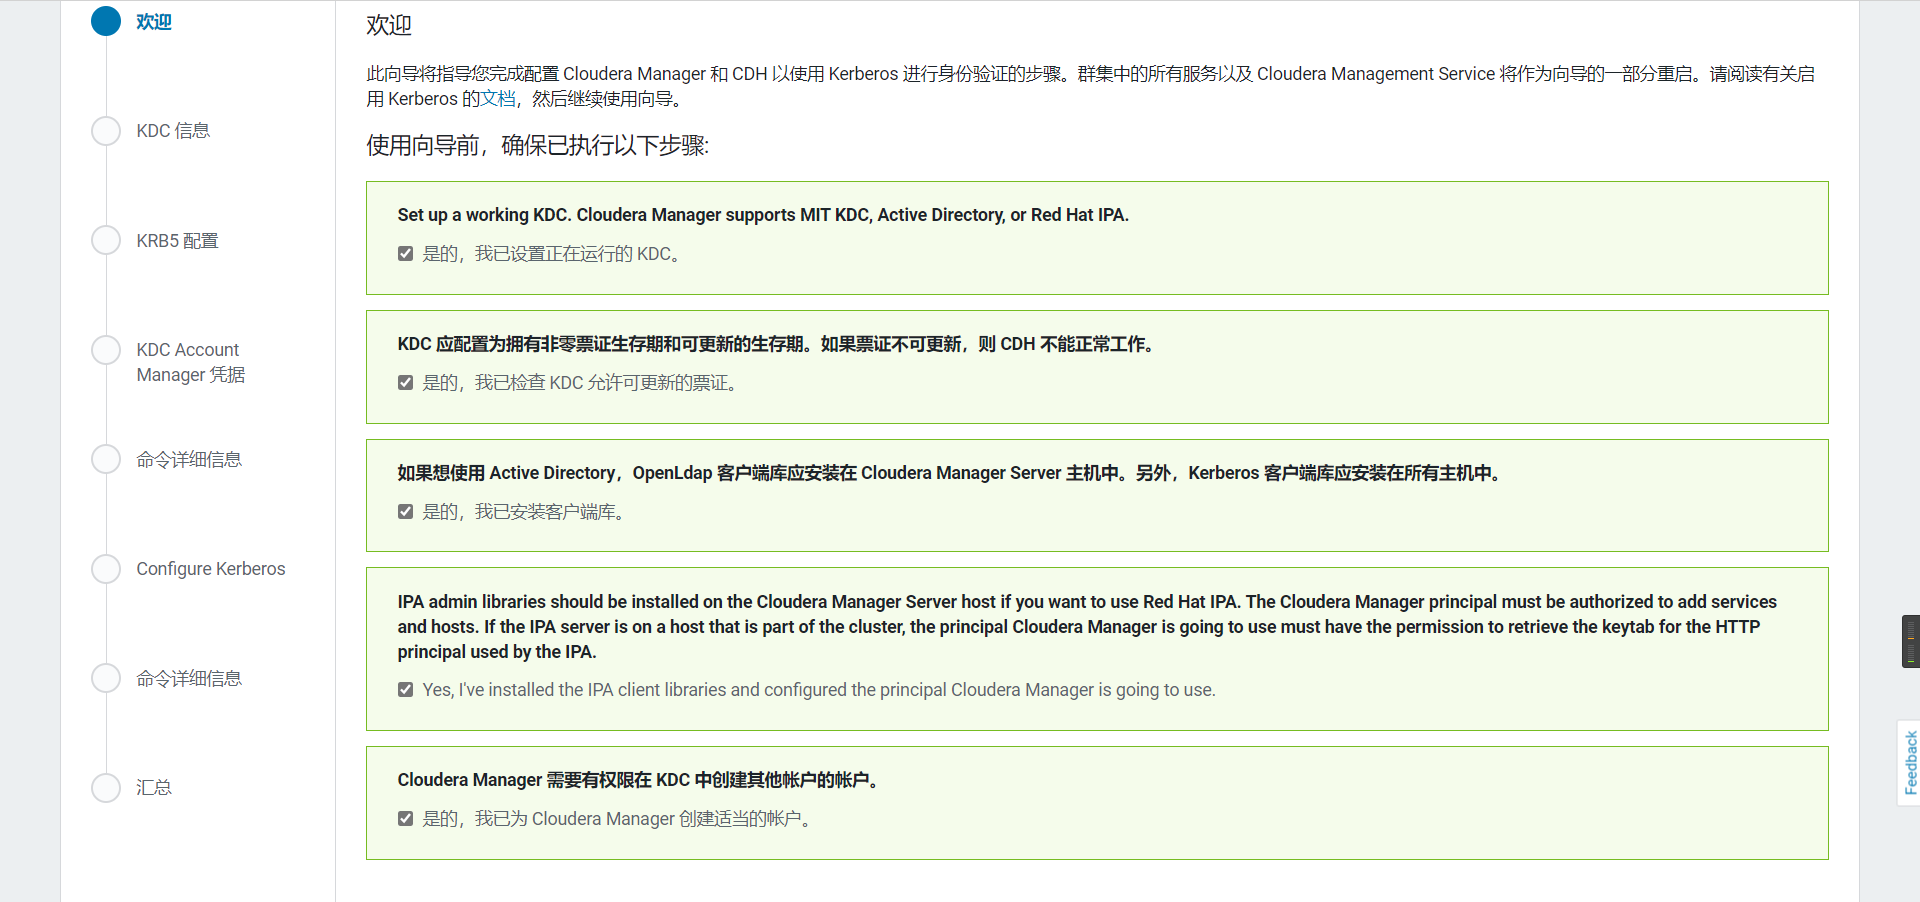 欢迎
KDC 信息
KRB5 配置
KDC Account
Manager 凭据
命令详细信息
Configure Kerberos
命令详细信息
汇总
欢迎
此向导将指导您完成配置 Cloudera Manager 和 CDH 以使用 Kerberos 进行身份验证的步骤。群集中的所有服务以及 Cloudera Management Service 将作为向导的一部分重启。请阅读有关启
用 Kerberos 的文档，然后继续使用向导。
使用向导前，确保已执行以下步骤:
Set up a working KDC. Cloudera Manager supports MIT KDC, Active Directory, or Red Hat IPA.
是的，我已设置正在运行的 KDC。
KDC 应配置为拥有非零票证生存期和可更新的生存期。如果票证不可更新，则 CDH 不能正常工作。
是的，我已检查 KDC 允许可更新的票证。
如果想使用 Active Directory，OpenLdap 客户端库应安装在 Cloudera Manager Server 主机中。另外，Kerberos 客户端库应安装在所有主机中。
是的，我已安装客户端库。
IPA admin libraries should be installed on the Cloudera Manager Server host if you want to use Red Hat IPA. The Cloudera Manager principal must be authorized to add services
and hosts. If the IPA server is on a host that is part of the cluster, the principal Cloudera Manager is going to use must have the permission to retrieve the keytab for the HTTP
principal used by the IPA.
Yes, I've installed the IPA client libraries and configured the principal Cloudera Manager is going to use.
Cloudera Manager 需要有权限在 KDC 中创建其他帐户的帐户。
是的，我已为 Cloudera Manager 创建适当的帐户。
Feedback